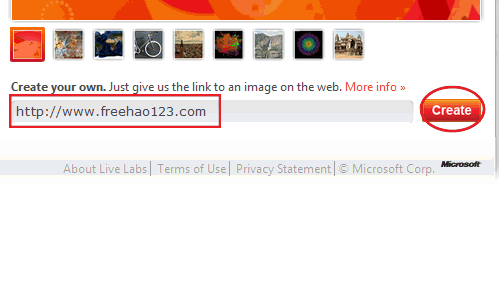 Create your own. Just give us the link to an image on the web. More info »
http://www.freehao123.com
Create
About Live Labs| Terms of Use| Privacy Statement| © Microsoft Corp. Microsoft